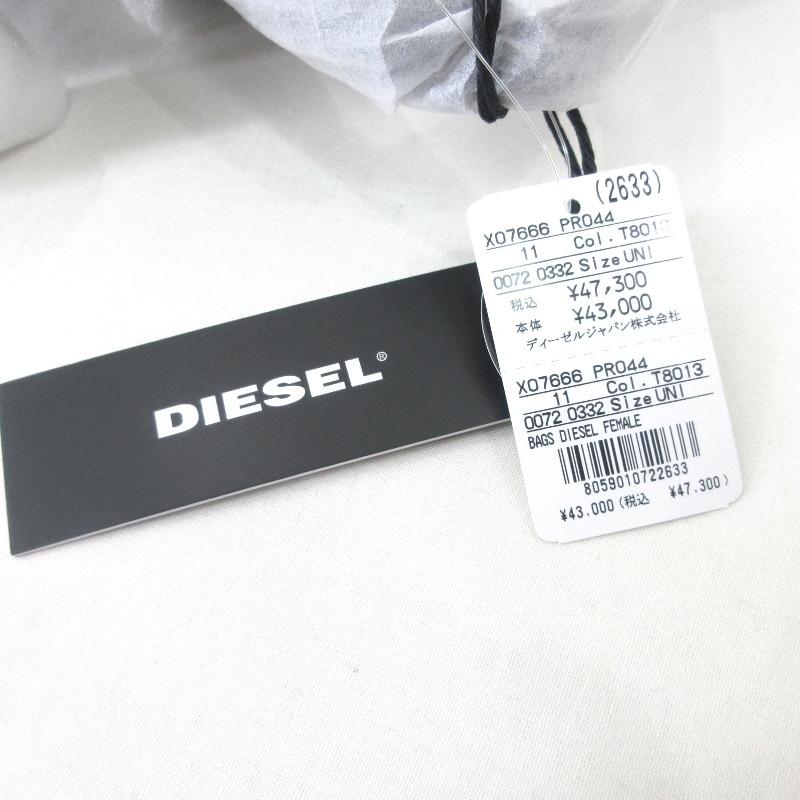 DIESEL®
(2633)
X07666 PR044
11 Col. T8013
0072 0332 Size UNI
税込 ¥47,300
本体 ¥43,000
ディーゼルジャパン株式会社
X07666 PR044
11 Col. T8013
0072 0332 Size UNI
BAGS DIESEL FEMALE
8059010722633
¥43,000 (税込 ¥47,300)